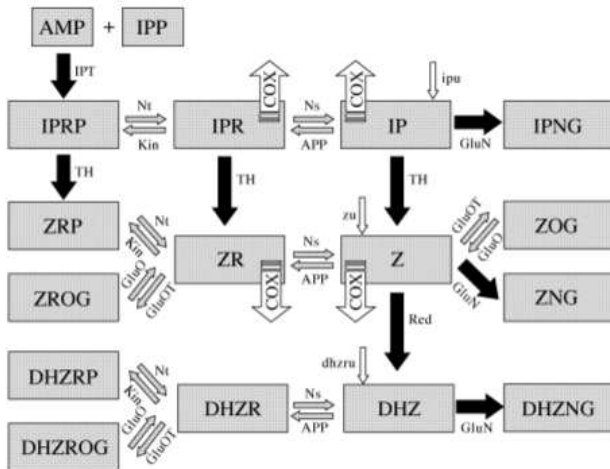 AMP + IPP
IPT
COX COX ipu
IPRP Nt Kin IPR Ns APP IP GluN IPNG
TH TH TH
ZRP Nt Kin zu GluOT GluO ZOG
ZR Ns APP Z
ZROG GluO GluOT COX COX GluN ZNG
Red
DHZRP Nt Kin dhzru
DHZR Ns APP DHZ GluN DHZNG
DHZROG GluO GluOT